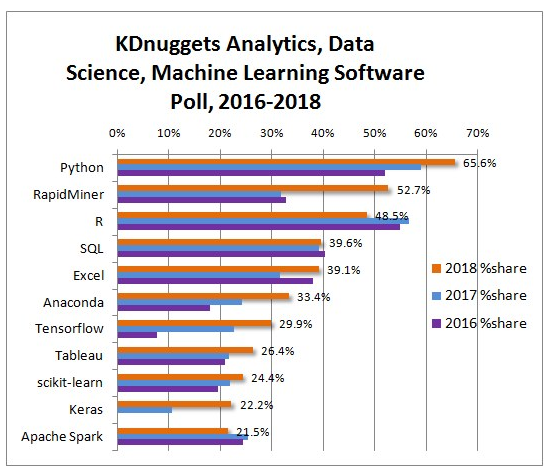 KDnuggets Analytics, Data
Science, Machine Learning Software
Poll, 2016-2018
0% 10% 20% 30% 40% 50% 60% 70%
Python 65.6%
RapidMiner 52.7%
R 48.5%
SQL 39.6%
Excel 39.1%
Anaconda 33.4%
Tensorflow 29.9%
Tableau 26.4%
scikit-learn 24.4%
Keras 22.2%
Apache Spark 21.5%
2018 %share
2017 %share
2016 %share